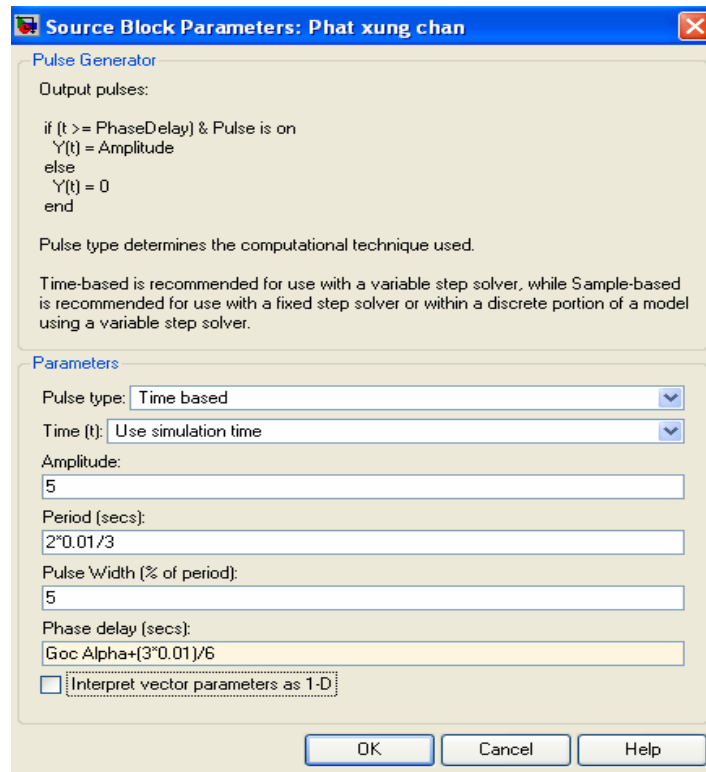 Source Block Parameters: Phat xung chan
Pulse Generator
Output pulses:
if (t >= PhaseDelay) & Pulse is on
Y(t) = Amplitude
else
Y(t) = 0
end
Pulse type determines the computational technique used.
Time-based is recommended for use with a variable step solver, while Sample-based
is recommended for use with a fixed step solver or within a discrete portion of a model
using a variable step solver.
Parameters
Pulse type: Time based
Time (t): Use simulation time
Amplitude:
5
Period (secs):
2*0.01/3
Pulse Width (% of period):
5
Phase delay (secs):
Goc Alpha+(3*0.01)/6
Interpret vector parameters as 1-D
OK Cancel Help